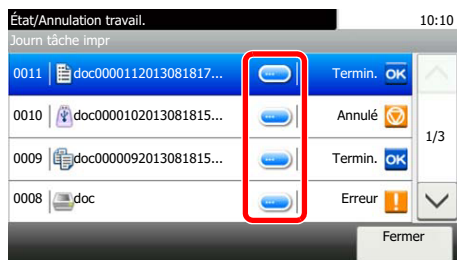 État/Annulation travail. 10:10
Journ tâche impr
0011 doc0000112013081817... ... Termin. OK
0010 doc0000102013081815... ... Annulé
1/3
0009 doc0000092013081815... ... Termin. OK
0008 doc ... Erreur !
Fermer